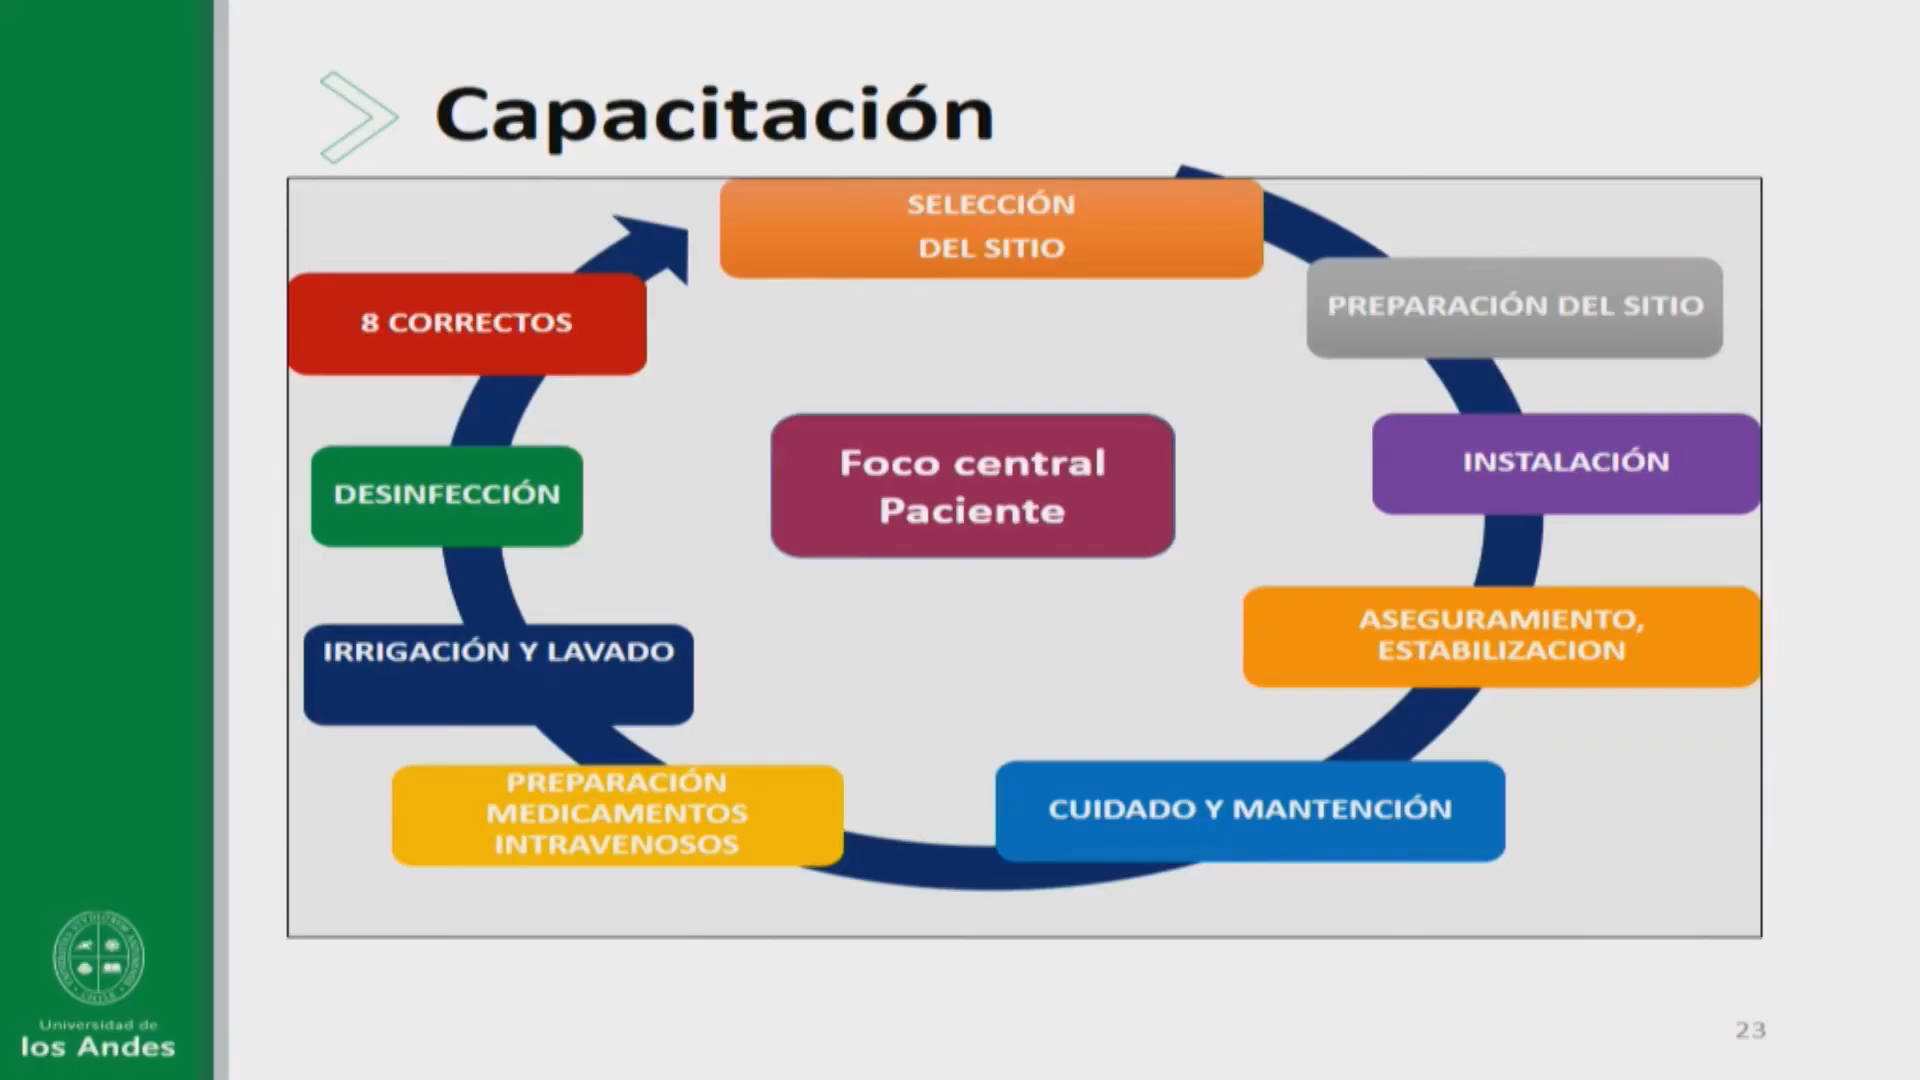 Capacitación
SELECCIÓN
DEL SITIO
PREPARACIÓN DEL SITIO
INSTALACIÓN
ASEGURAMIENTO,
ESTABILIZACION
CUIDADO Y MANTENCIÓN
PREPARACIÓN
MEDICAMENTOS
INTRAVENOSOS
IRRIGACIÓN Y LAVADO
DESINFECCIÓN
8 CORRECTOS
Foco central
Paciente
Universidad de
los Andes
23